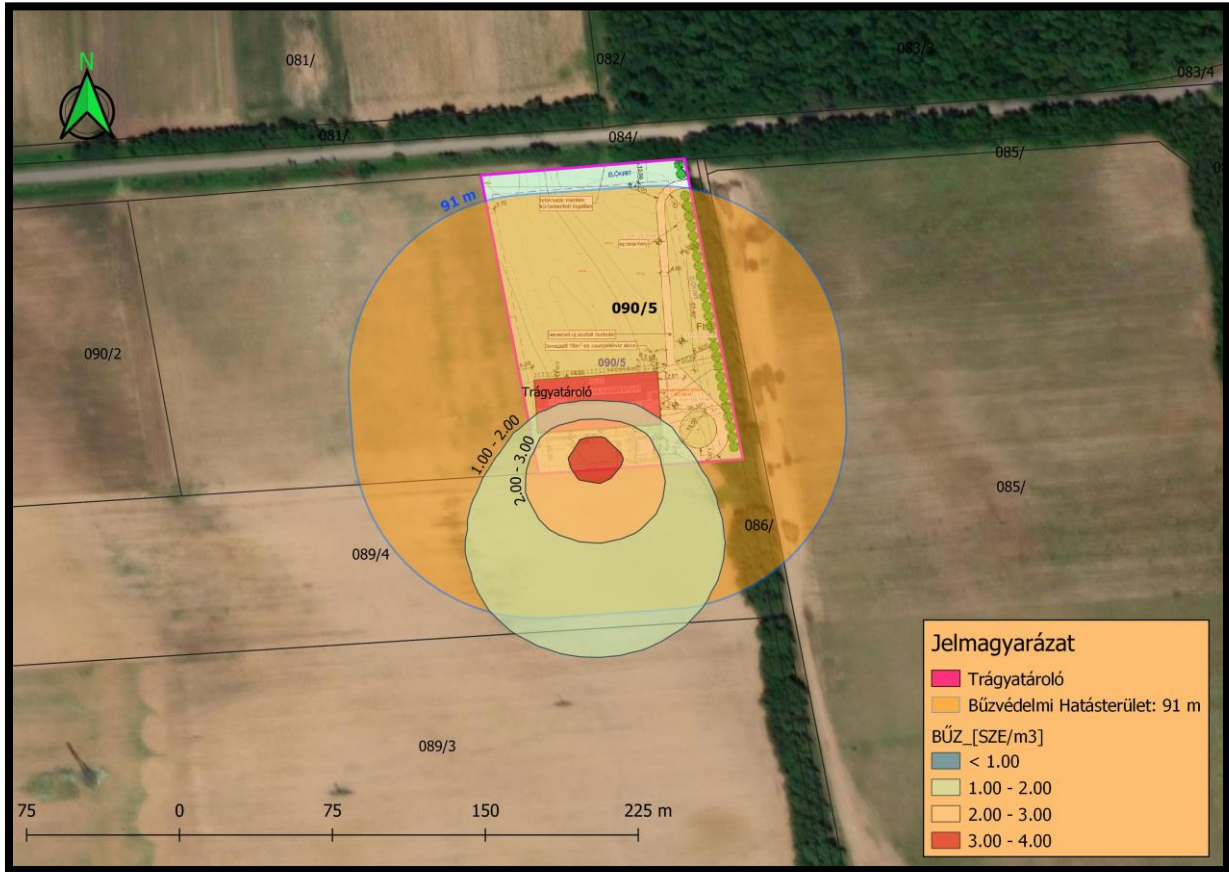 N
081/
082/
083/3
083/4
081/
084/
085/
ELŐKERT
91 m
090/5
090/2
090/5
Trágyatároló
1.00 - 2.00
2.00 - 3.00
085/
086/
089/4
089/3
75 0 75 150 225 m
Jelmagyarázat
Trágyatároló
Bűzvédelmi Hatásterület: 91 m
BŰZ_[SZE/m3]
< 1.00
1.00 - 2.00
2.00 - 3.00
3.00 - 4.00